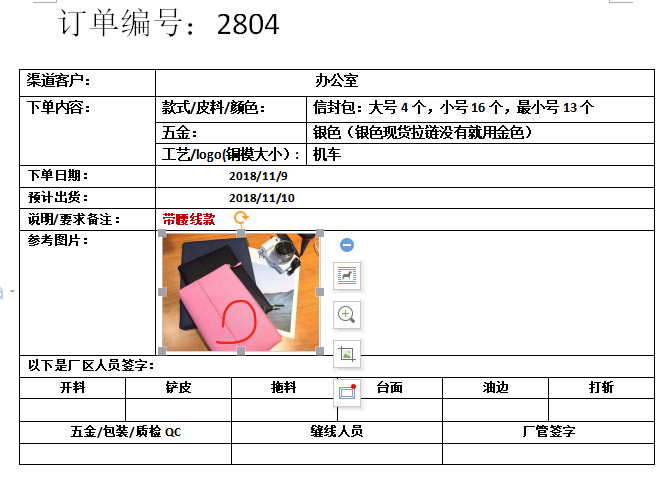 订单编号：2804
渠道客户： 办公室
下单内容： 款式/皮料/颜色： 信封包：大号 4 个，小号 16 个，最小号 13 个
五金： 银色（银色现货拉链没有就用金色）
工艺/logo(铜模大小）: 机车
下单日期： 2018/11/9
预计出货： 2018/11/10
说明/要求备注： 带腰线款
参考图片：
以下是厂区人员签字：
开料 铲皮 拖料 台面 油边 打斩
五金/包装/质检 QC 缝线人员 厂管签字